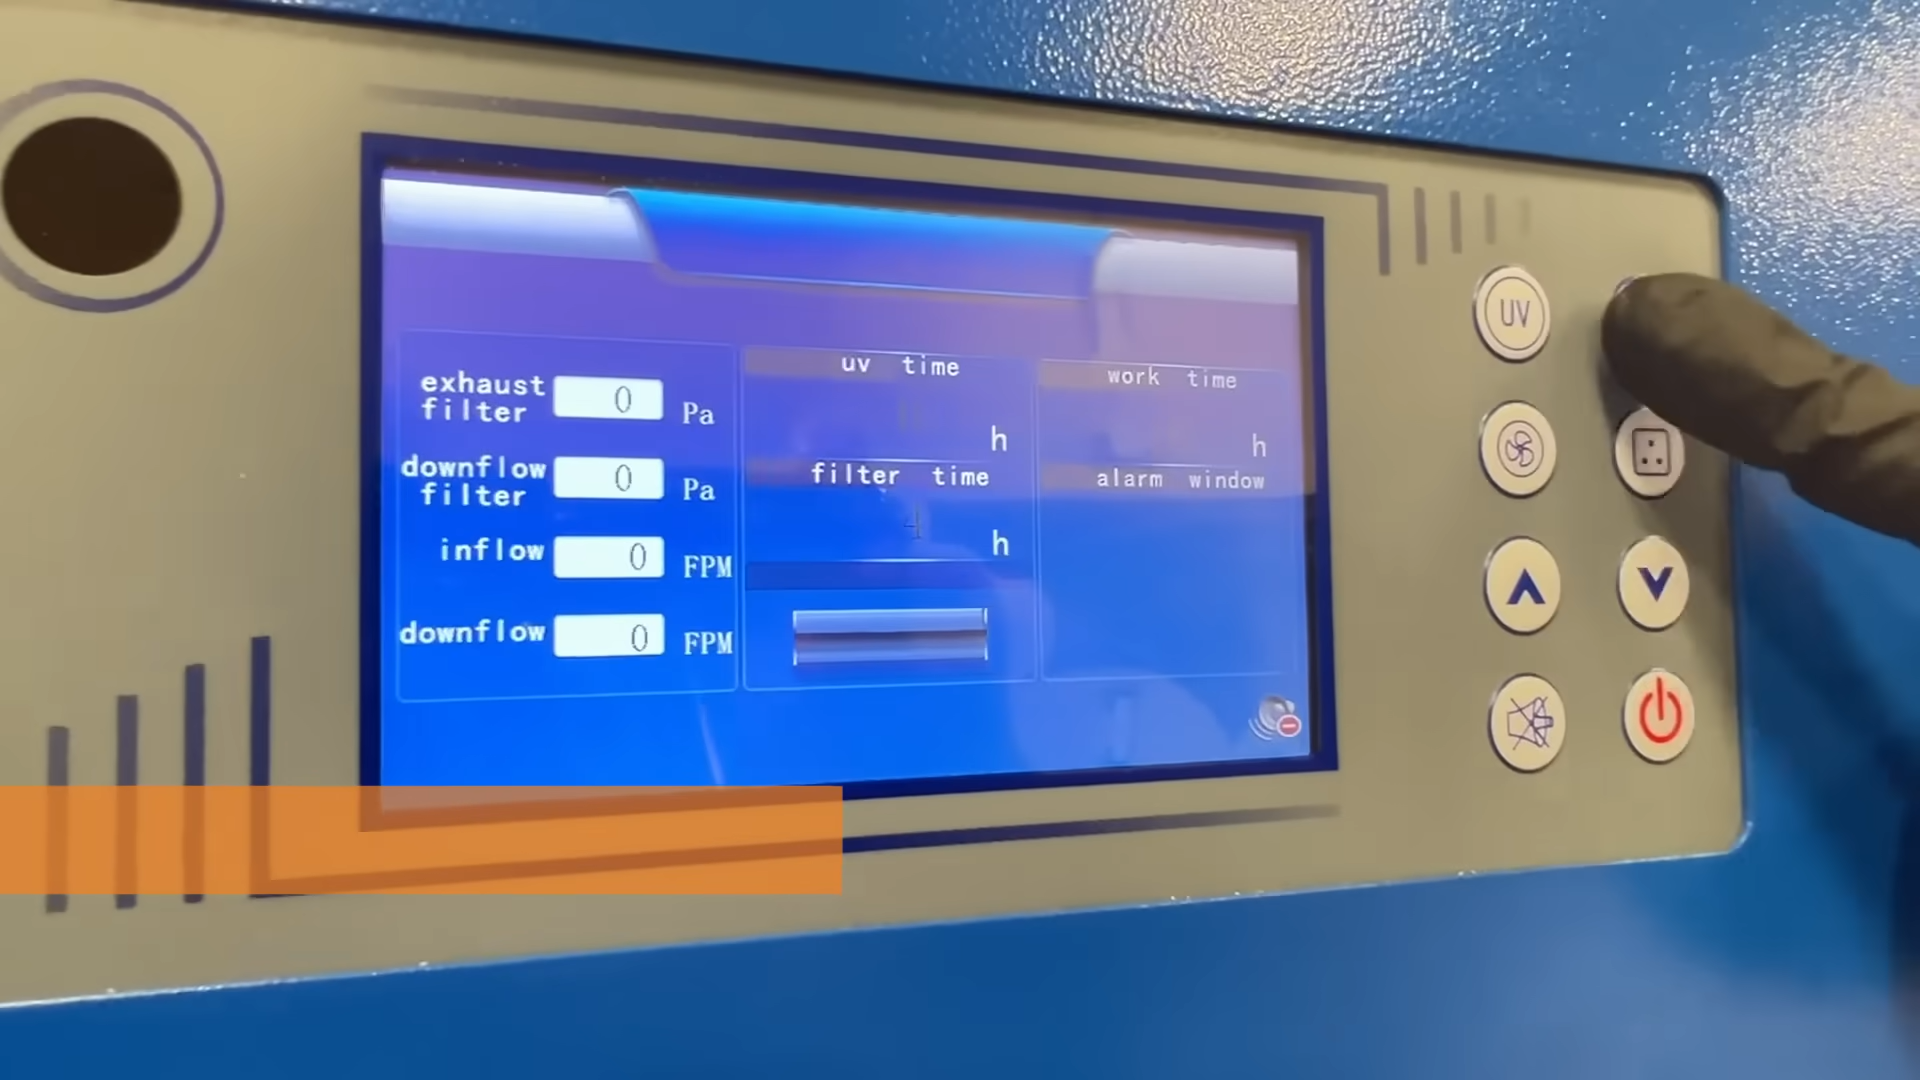 exhaust
filter 0 Pa
downflow
filter 0 Pa
inflow 0 FPM
downflow 0 FPM
uv time
h
filter time
4
h
work time
h
alarm window
UV